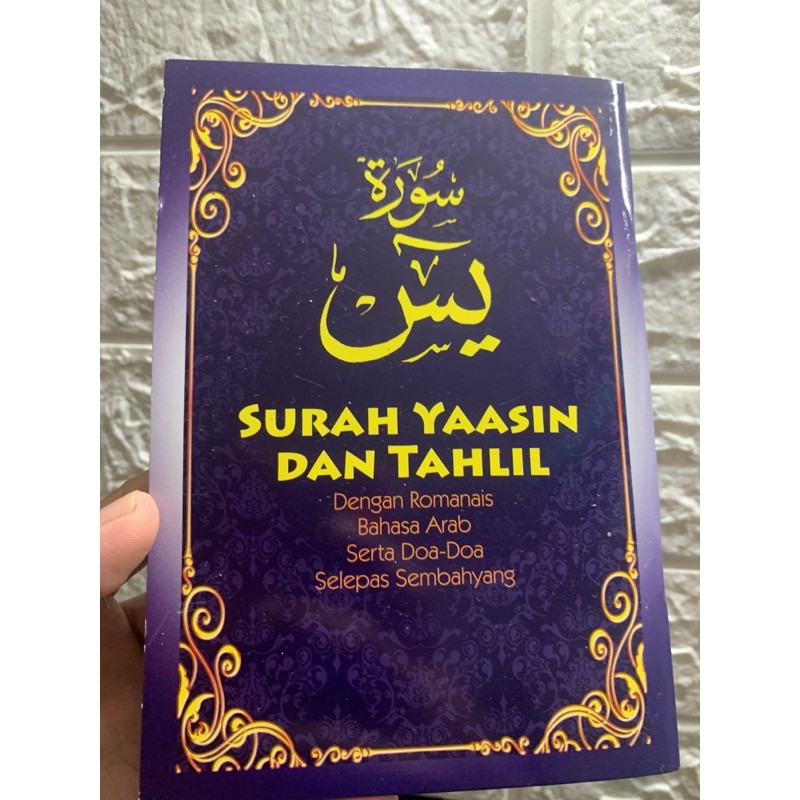 سُورَة
يسٓ
SURAH YAASIN
DAN TAHLIL
Dengan Romanais
Bahasa Arab
Serta Doa-Doa
Selepas Sembahyang